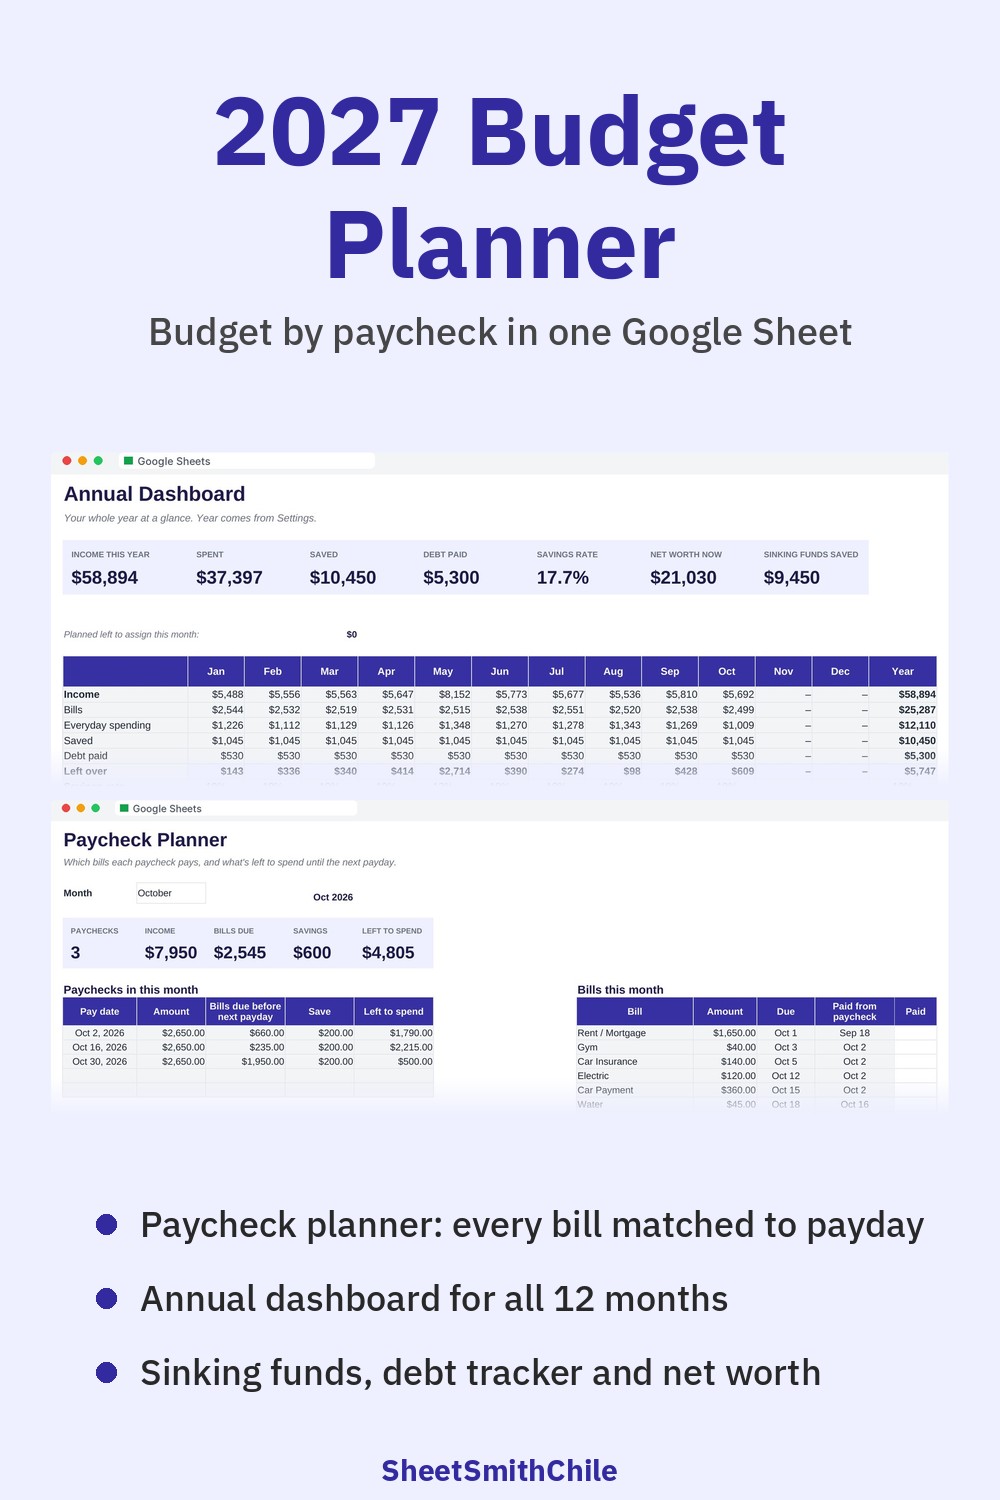 2027 Budget
Planner
Budget by paycheck in one Google Sheet
Google Sheets
Annual Dashboard
Your whole year at a glance. Year comes from Settings.
INCOME THIS YEAR SPENT SAVED DEBT PAID SAVINGS RATE NET WORTH NOW SINKING FUNDS SAVED
$58,894 $37,397 $10,450 $5,300 17.7% $21,030 $9,450
Planned left to assign this month: $0
Jan Feb Mar Apr May Jun Jul Aug Sep Oct Nov Dec Year
Income $5,488 $5,556 $5,563 $5,647 $8,152 $5,773 $5,677 $5,536 $5,810 $5,692 – – $58,894
Bills $2,544 $2,532 $2,519 $2,531 $2,515 $2,538 $2,551 $2,520 $2,538 $2,499 – – $25,287
Everyday spending $1,226 $1,112 $1,129 $1,126 $1,348 $1,270 $1,278 $1,343 $1,269 $1,009 – – $12,110
Saved $1,045 $1,045 $1,045 $1,045 $1,045 $1,045 $1,045 $1,045 $1,045 $1,045 – – $10,450
Debt paid $530 $530 $530 $530 $530 $530 $530 $530 $530 $530 – – $5,300
Left over $143 $336 $340 $414 $2,714 $390 $274 $98 $428 $609 – – $5,747
Google Sheets
Paycheck Planner
Which bills each paycheck pays, and what's left to spend until the next payday.
Month October Oct 2026
PAYCHECKS INCOME BILLS DUE SAVINGS LEFT TO SPEND
3 $7,950 $2,545 $600 $4,805
Paychecks in this month
Pay date Amount Bills due before next payday Save Left to spend
Oct 2, 2026 $2,650.00 $660.00 $200.00 $1,790.00
Oct 16, 2026 $2,650.00 $235.00 $200.00 $2,215.00
Oct 30, 2026 $2,650.00 $1,950.00 $200.00 $500.00
Bills this month
Bill Amount Due Paid from paycheck Paid
Rent / Mortgage $1,650.00 Oct 1 Sep 18
Gym $40.00 Oct 3 Oct 2
Car Insurance $140.00 Oct 5 Oct 2
Electric $120.00 Oct 12 Oct 2
Car Payment $360.00 Oct 15 Oct 2
Water $45.00 Oct 18 Oct 16
Paycheck planner: every bill matched to payday
Annual dashboard for all 12 months
Sinking funds, debt tracker and net worth
SheetSmithChile